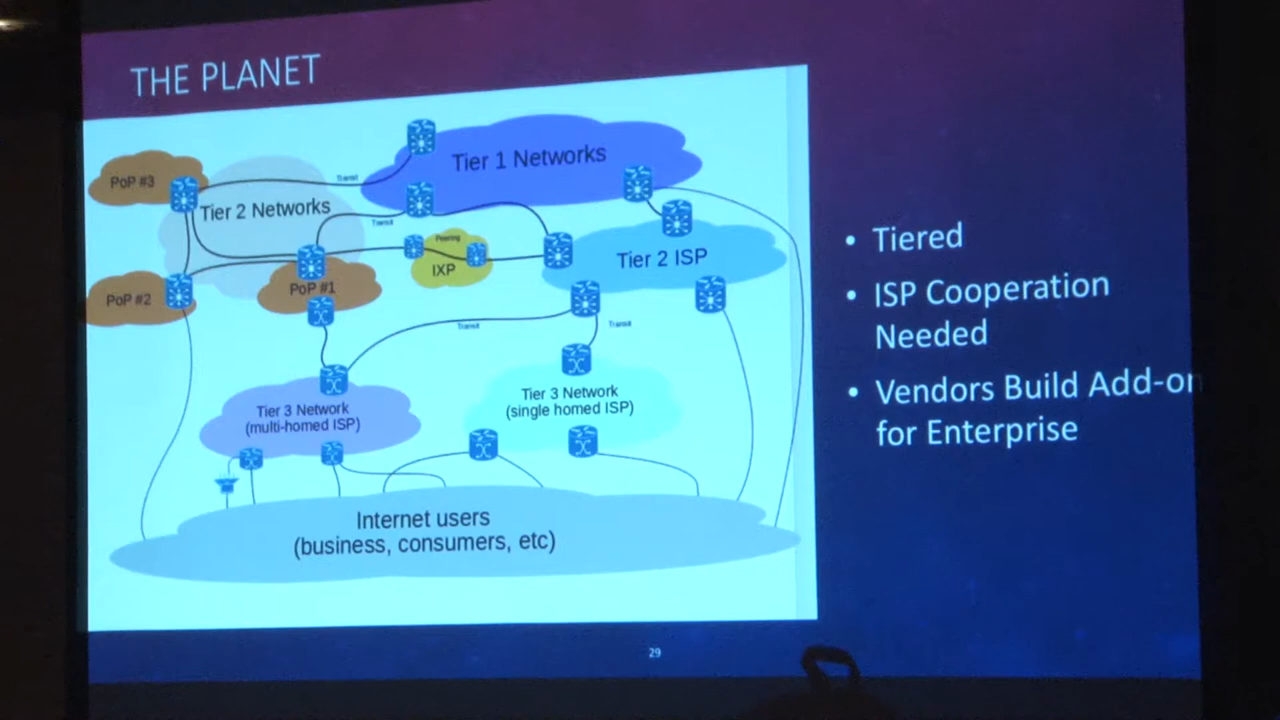 THE PLANET
Tier 1 Networks
PoP #3
Transit
Tier 2 Networks
Transit
Peering
IXP
Tier 2 ISP
PoP #2
PoP #1
Transit
Transit
Tier 3 Network
(multi-homed ISP)
Tier 3 Network
(single homed ISP)
Internet users
(business, consumers, etc)
• Tiered
• ISP Cooperation
Needed
• Vendors Build Add-on
for Enterprise
29